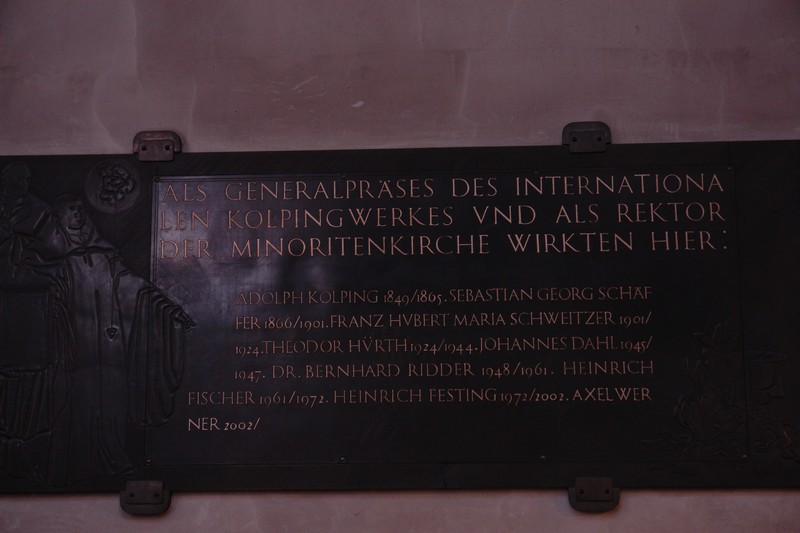 ALS GENERALPRÄSES DES INTERNATIONA
LEN KOLPINGWERKES VND ALS REKTOR
DER MINORITENKIRCHE WIRKTEN HIER:
ADOLPH KOLPING 1849/1865. SEBASTIAN GEORG SCHÄF
FER 1866/1901. FRANZ HVBERT MARIA SCHWEITZER 1901/
1924. THEODOR HÜRTH 1924/1944. JOHANNES DAHL 1945/
1947. DR. BERNHARD RIDDER 1948/1961. HEINRICH
FISCHER 1961/1972. HEINRICH FESTING 1972/2002. AXEL WER
NER 2002/